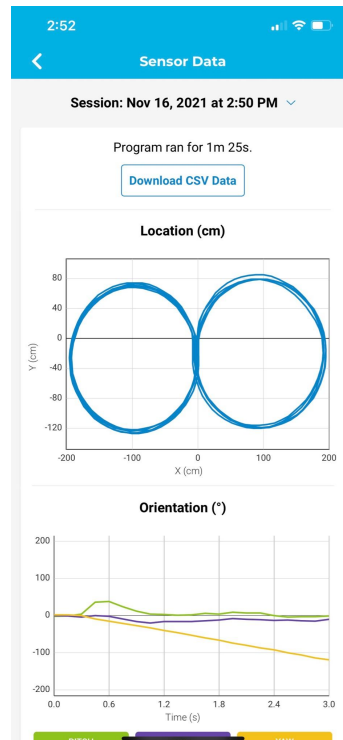 2:52
Sensor Data
Session: Nov 16, 2021 at 2:50 PM
Program ran for 1m 25s.
Download CSV Data
Location (cm)
80
40
0
-40
-80
-120
Y (cm)
-200 -100 0 100 200
X (cm)
Orientation (°)
200
100
0
-100
-200
0.0 0.6 1.2 1.8 2.4 3.0
Time (s)